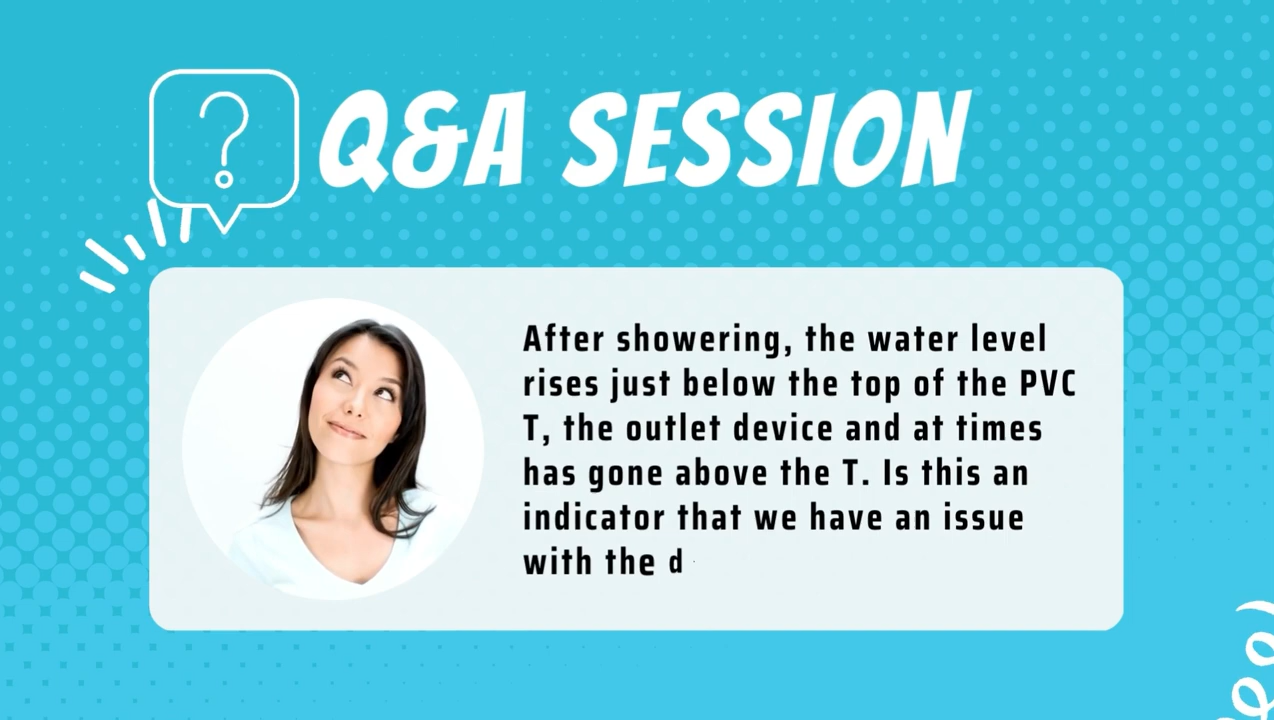 ?
Q&A SESSION
After showering, the water level
rises just below the top of the PVC
T, the outlet device and at times
has gone above the T. Is this an
indicator that we have an issue
with the d